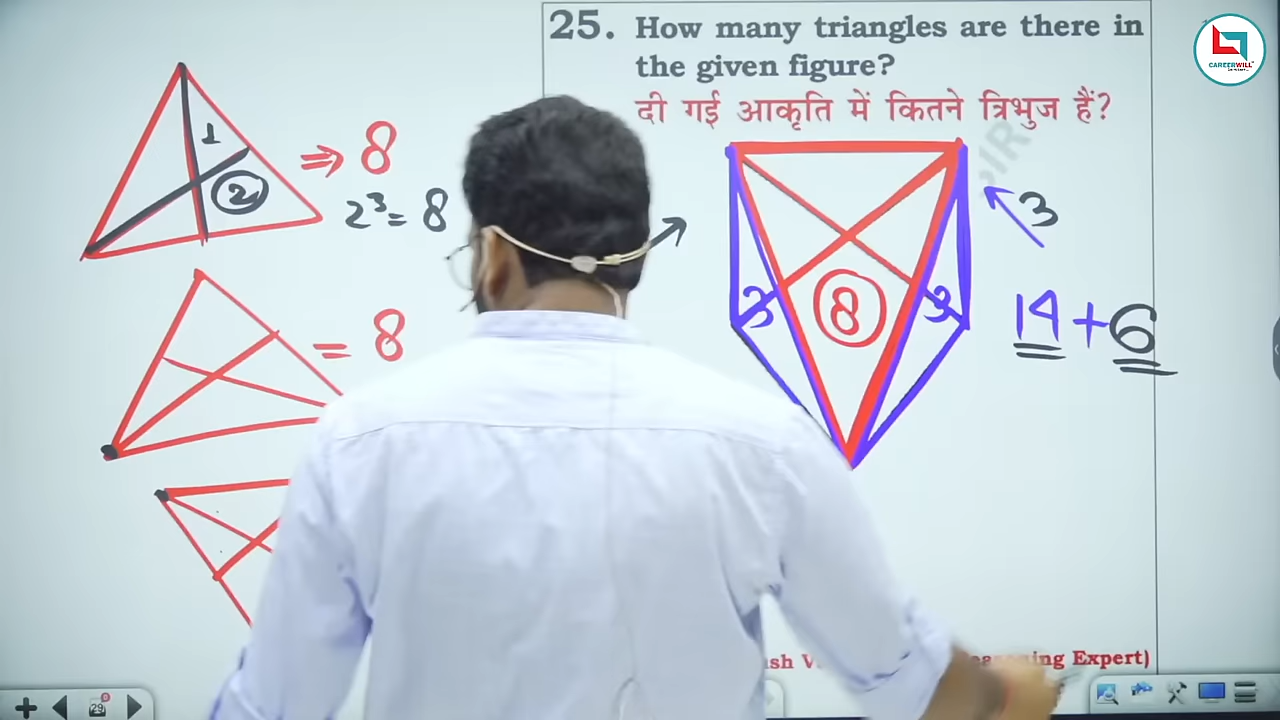 25. How many triangles are there in
the given figure?
दी गई आकृति में कितने त्रिभुज हैं?
CAREERWILL
1
2
⇒ 8
2³ = 8
= 8
3
8
3
3
14 + 6
Expert)
29